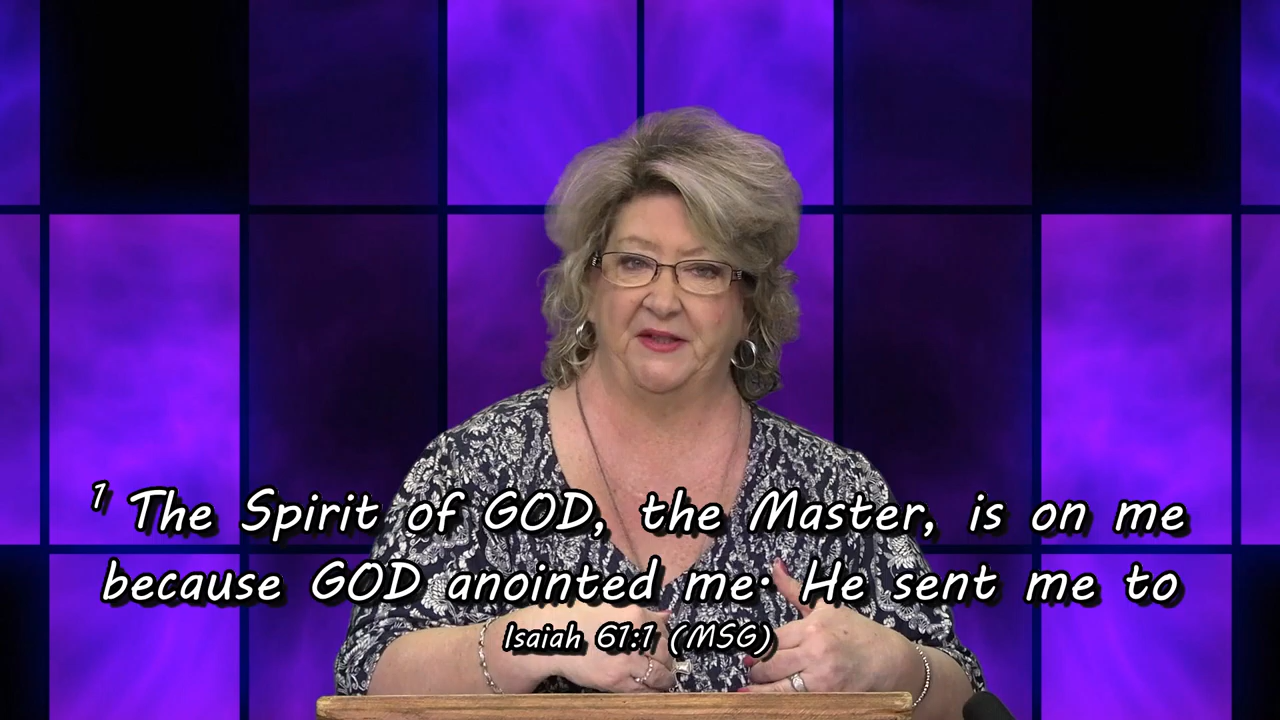 1 The Spirit of GOD, the Master, is on me
because GOD anointed me. He sent me to
Isaiah 61:1 (MSG)